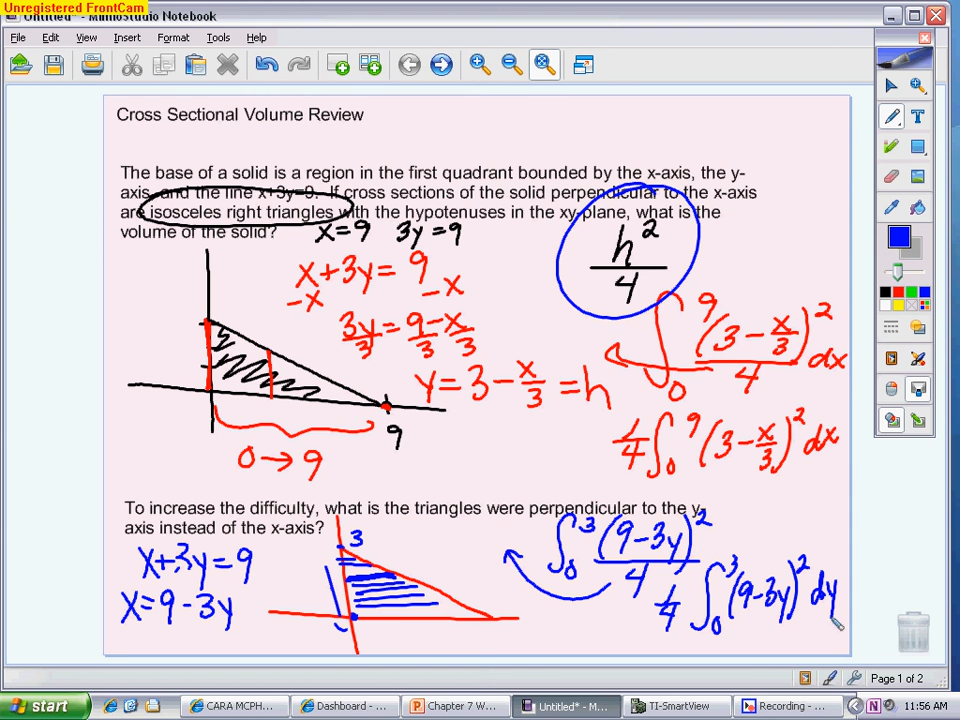 Unregistered FrontCam
Untitled* - MimioStudio Notebook
File Edit View Insert Format Tools Help
Cross Sectional Volume Review
The base of a solid is a region in the first quadrant bounded by the x-axis, the y-
axis, and the line x+3y=9. If cross sections of the solid perpendicular to the x-axis
are isosceles right triangles with the hypotenuses in the xy-plane, what is the
volume of the solid?
x=9 3y=9
h²/4
x+3y= 9
-x -x
3y/3 = 9/3 - x/3
y=3-x/3 =h
∫₀⁹ (3-x/3)²/4 dx
1/4 ∫₀⁹ (3-x/3)² dx
9
0→9
To increase the difficulty, what is the triangles were perpendicular to the y-
axis instead of the x-axis?
x+3y=9
x=9-3y
3
∫₀³ (9-3y)²/4
1/4 ∫₀³ (9-3y)² dy
Page 1 of 2
start
CARA MCPH...
Dashboard - ...
Chapter 7 W...
Untitled* - M...
TI-SmartView
Recording - ...
11:56 AM